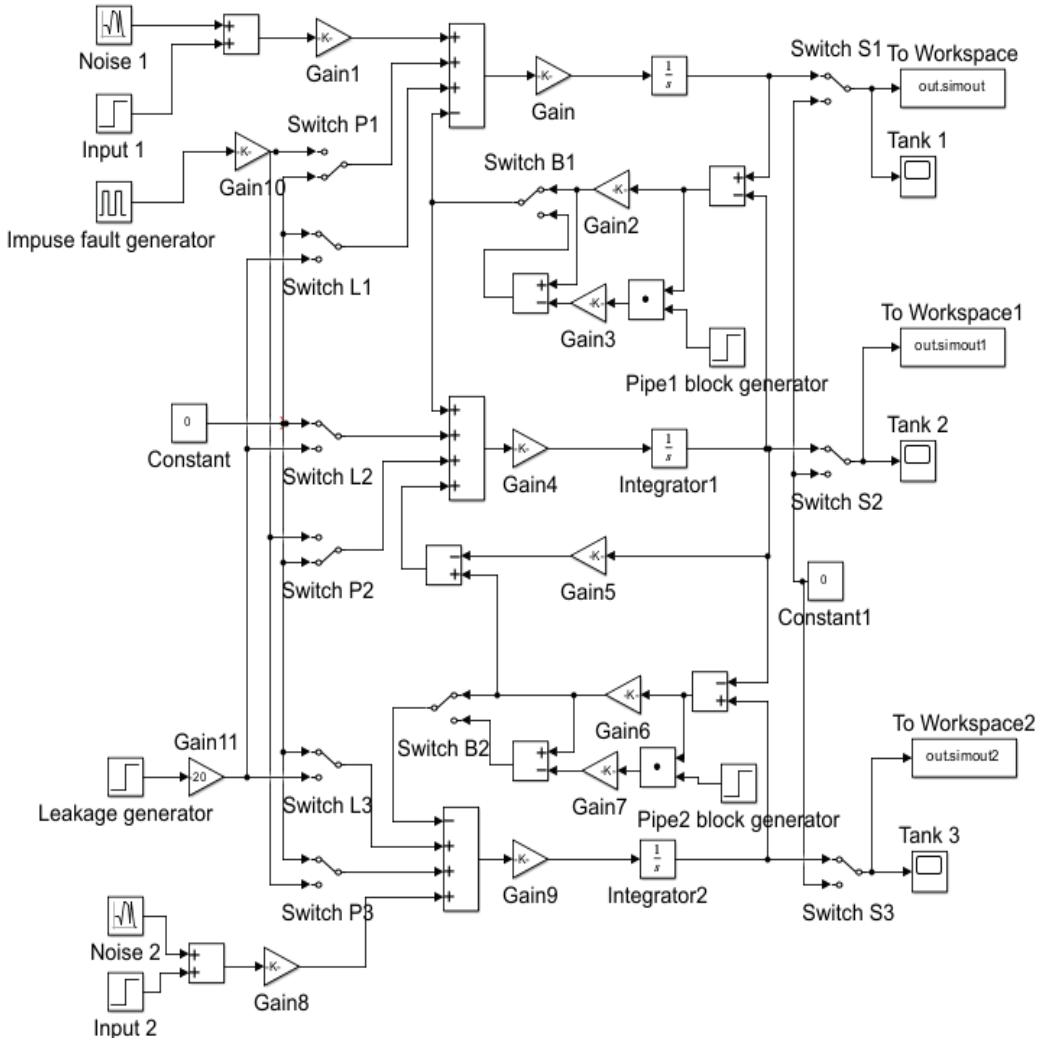 Noise 1
Input 1
Impuse fault generator
+
+
-K-
Gain1
-K-
Gain10
Switch P1
Switch L1
+
+
+
−
-K-
Gain
1
s
Switch S1
To Workspace
out.simout
Tank 1
Switch B1
-K-
Gain2
+
−
+
−
-K-
Gain3
Pipe1 block generator
To Workspace1
out.simout1
0
Constant
Switch L2
Switch P2
+
+
+
+
-K-
Gain4
1
s
Integrator1
Tank 2
Switch S2
−
+
-K-
Gain5
0
Constant1
−
+
-K-
Gain6
Switch B2
+
−
-K-
Gain7
Pipe2 block generator
To Workspace2
out.simout2
Gain11
20
Leakage generator
Switch L3
Switch P3
−
+
+
+
-K-
Gain9
1
s
Integrator2
Tank 3
Switch S3
Noise 2
Input 2
+
+
-K-
Gain8